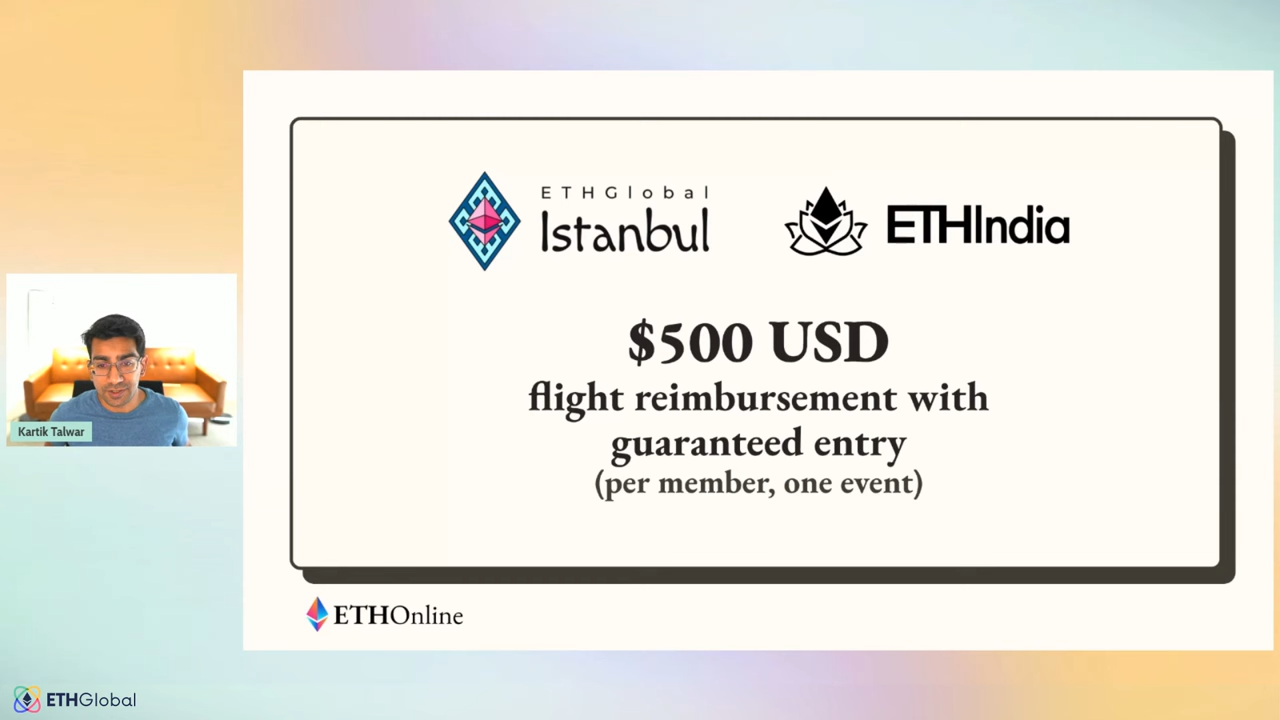 ETHGlobal
Istanbul
ETHIndia
$500 USD
flight reimbursement with
guaranteed entry
(per member, one event)
Kartik Talwar
ETHOnline
ETHGlobal